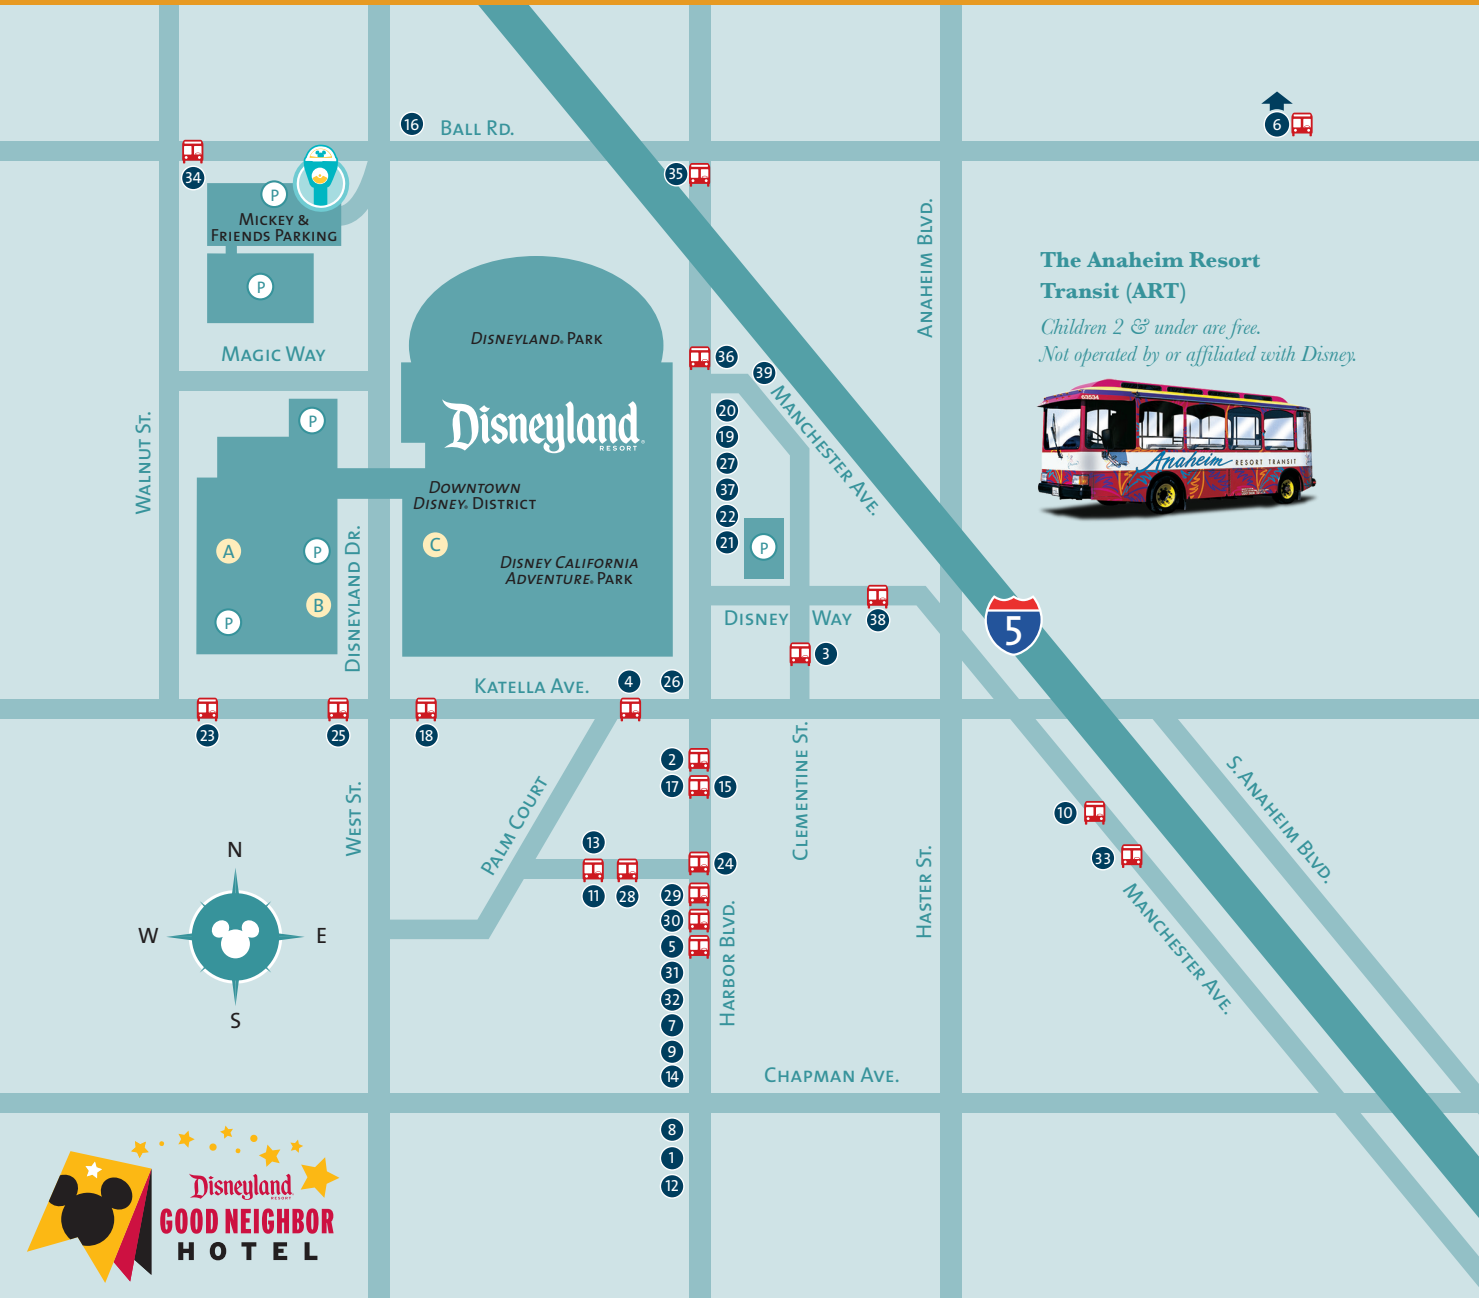 16
BALL RD.
6
34
35
P
MICKEY &
FRIENDS PARKING
P
ANAHEIM BLVD.
The Anaheim Resort
Transit (ART)
Children 2 & under are free.
Not operated by or affiliated with Disney.
DISNEYLAND® PARK
MAGIC WAY
36
39
MANCHESTER AVE.
Disneyland®
RESORT
P
WALNUT ST.
20
19
27
37
22
21
P
Anaheim RESORT TRANSIT
DOWNTOWN
DISNEY® DISTRICT
A
P
C
B
P
DISNEYLAND DR.
DISNEY CALIFORNIA
ADVENTURE® PARK
DISNEY WAY
38
5
3
KATELLA AVE.
4
26
23
25
18
2
17
15
CLEMENTINE ST.
WEST ST.
PALM COURT
13
11
28
24
29
30
5
31
32
7
9
14
HARBOR BLVD.
HASTER ST.
10
33
S. ANAHEIM BLVD.
MANCHESTER AVE.
N
W
E
S
CHAPMAN AVE.
8
1
12
Disneyland
RESORT
GOOD NEIGHBOR
HOTEL